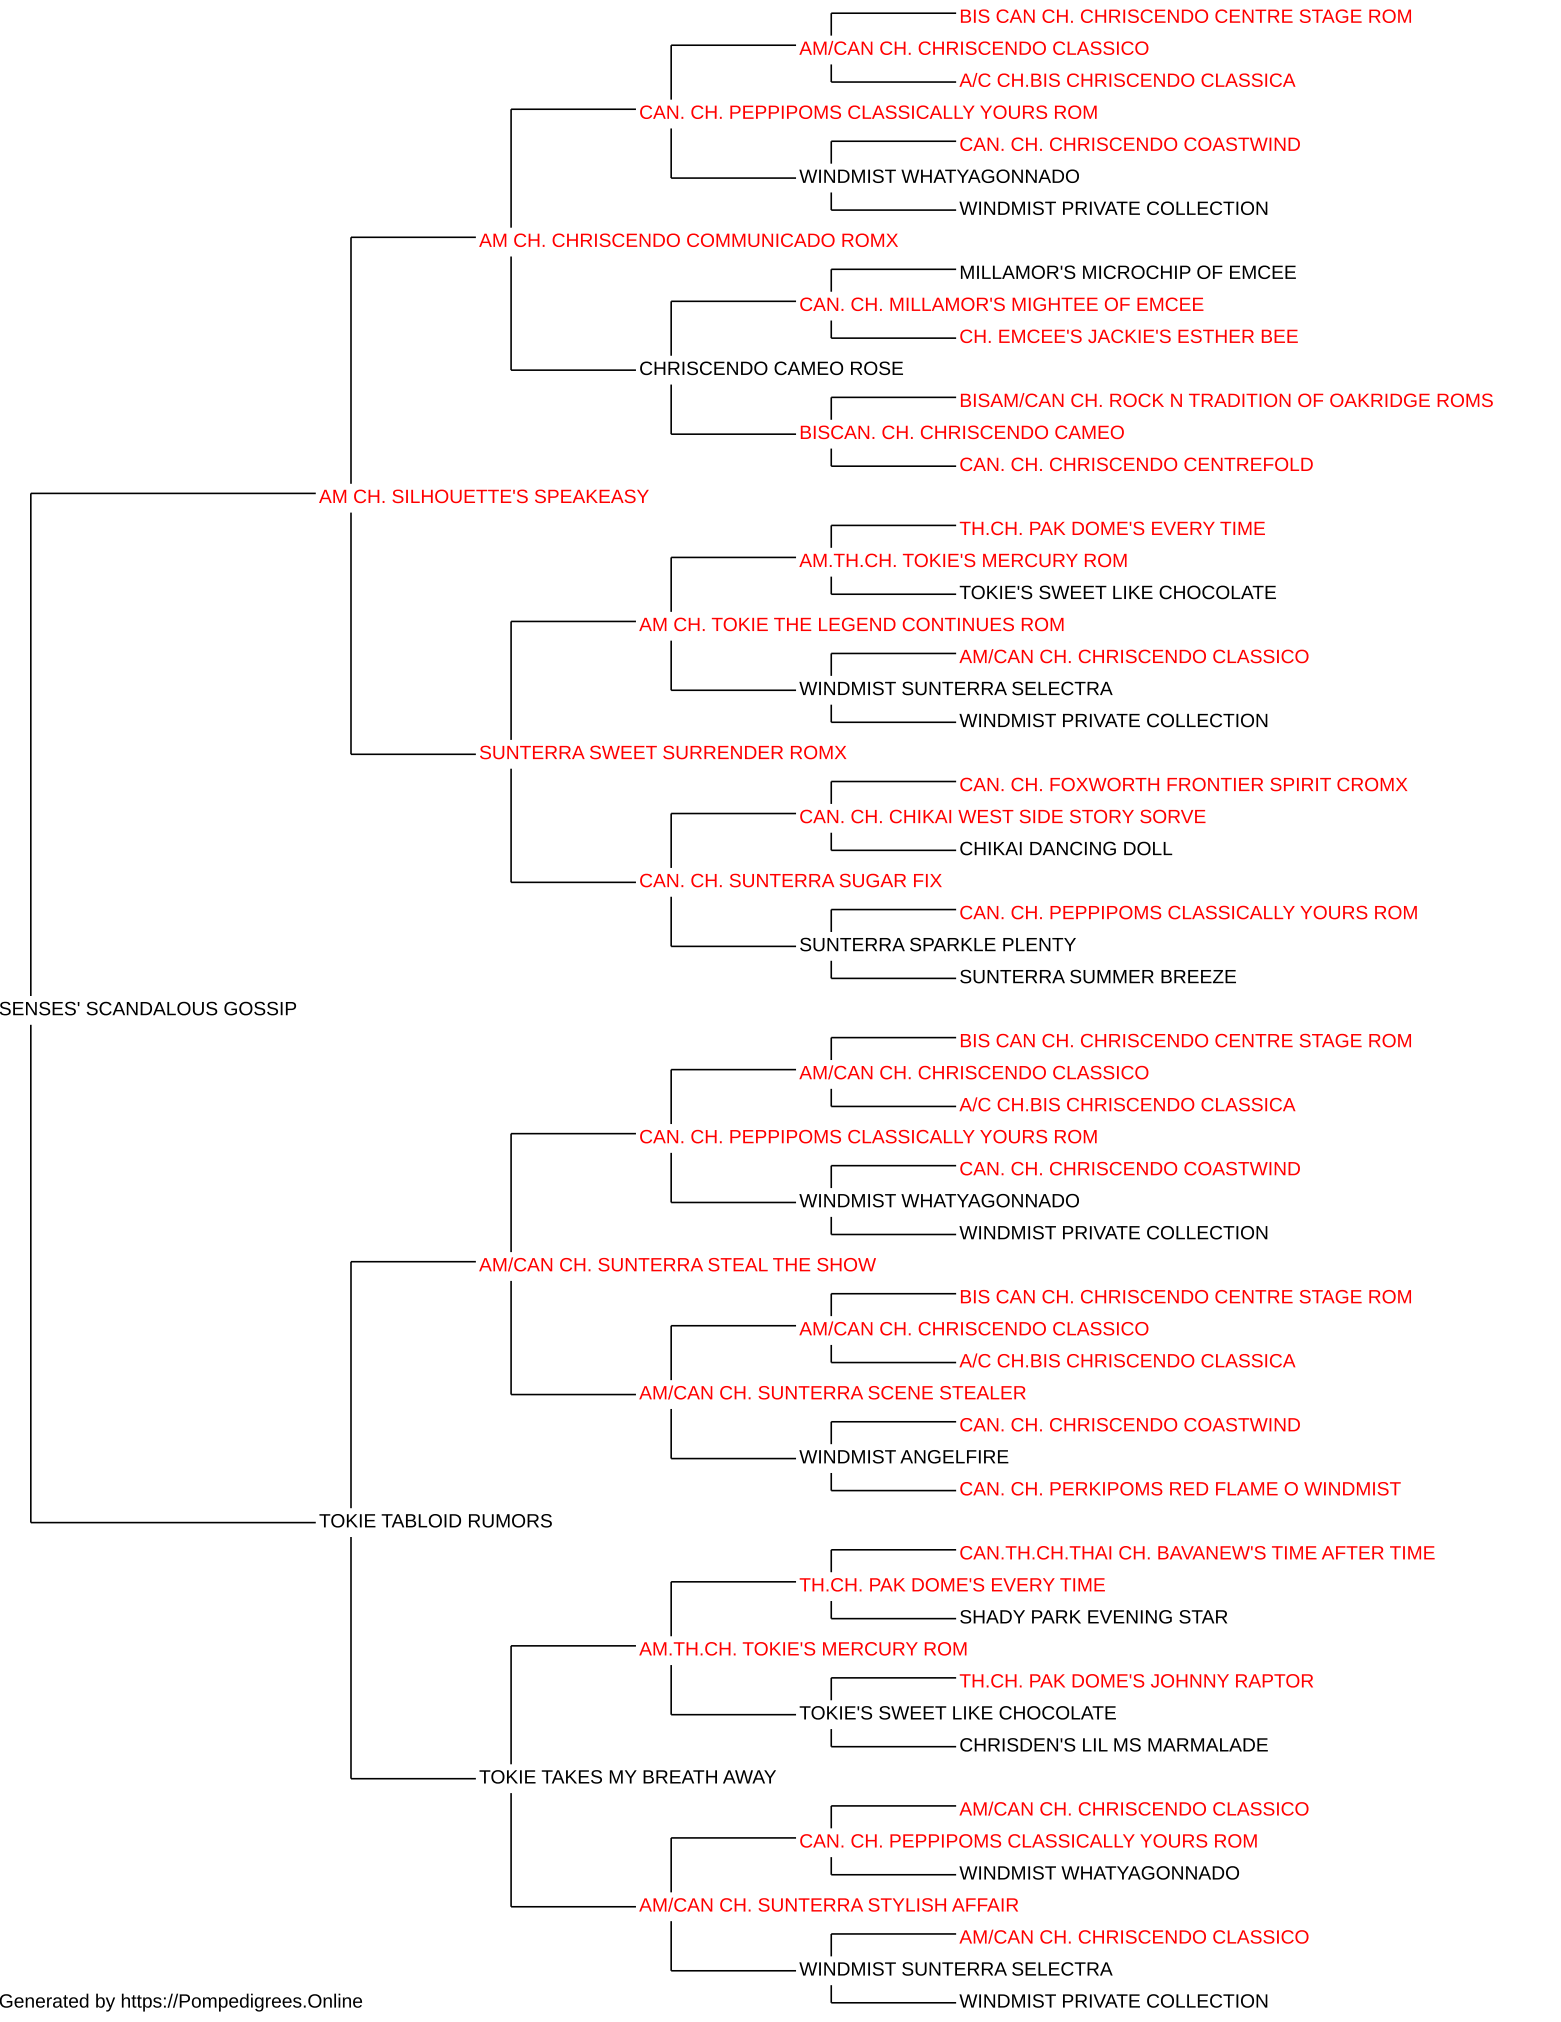 BIS CAN CH. CHRISCENDO CENTRE STAGE ROM
AM/CAN CH. CHRISCENDO CLASSICO
A/C CH.BIS CHRISCENDO CLASSICA
CAN. CH. PEPPIPOMS CLASSICALLY YOURS ROM
CAN. CH. CHRISCENDO COASTWIND
WINDMIST WHATYAGONNADO
WINDMIST PRIVATE COLLECTION
AM CH. CHRISCENDO COMMUNICADO ROMX
MILLAMOR'S MICROCHIP OF EMCEE
CAN. CH. MILLAMOR'S MIGHTEE OF EMCEE
CH. EMCEE'S JACKIE'S ESTHER BEE
CHRISCENDO CAMEO ROSE
BISAM/CAN CH. ROCK N TRADITION OF OAKRIDGE ROMS
BISCAN. CH. CHRISCENDO CAMEO
CAN. CH. CHRISCENDO CENTREFOLD
AM CH. SILHOUETTE'S SPEAKEASY
TH.CH. PAK DOME'S EVERY TIME
AM.TH.CH. TOKIE'S MERCURY ROM
TOKIE'S SWEET LIKE CHOCOLATE
AM CH. TOKIE THE LEGEND CONTINUES ROM
AM/CAN CH. CHRISCENDO CLASSICO
WINDMIST SUNTERRA SELECTRA
WINDMIST PRIVATE COLLECTION
SUNTERRA SWEET SURRENDER ROMX
CAN. CH. FOXWORTH FRONTIER SPIRIT CROMX
CAN. CH. CHIKAI WEST SIDE STORY SORVE
CHIKAI DANCING DOLL
CAN. CH. SUNTERRA SUGAR FIX
CAN. CH. PEPPIPOMS CLASSICALLY YOURS ROM
SUNTERRA SPARKLE PLENTY
SUNTERRA SUMMER BREEZE
SENSES' SCANDALOUS GOSSIP
BIS CAN CH. CHRISCENDO CENTRE STAGE ROM
AM/CAN CH. CHRISCENDO CLASSICO
A/C CH.BIS CHRISCENDO CLASSICA
CAN. CH. PEPPIPOMS CLASSICALLY YOURS ROM
CAN. CH. CHRISCENDO COASTWIND
WINDMIST WHATYAGONNADO
WINDMIST PRIVATE COLLECTION
AM/CAN CH. SUNTERRA STEAL THE SHOW
BIS CAN CH. CHRISCENDO CENTRE STAGE ROM
AM/CAN CH. CHRISCENDO CLASSICO
A/C CH.BIS CHRISCENDO CLASSICA
AM/CAN CH. SUNTERRA SCENE STEALER
CAN. CH. CHRISCENDO COASTWIND
WINDMIST ANGELFIRE
CAN. CH. PERKIPOMS RED FLAME O WINDMIST
TOKIE TABLOID RUMORS
CAN.TH.CH.THAI CH. BAVANEW'S TIME AFTER TIME
TH.CH. PAK DOME'S EVERY TIME
SHADY PARK EVENING STAR
AM.TH.CH. TOKIE'S MERCURY ROM
TH.CH. PAK DOME'S JOHNNY RAPTOR
TOKIE'S SWEET LIKE CHOCOLATE
CHRISDEN'S LIL MS MARMALADE
TOKIE TAKES MY BREATH AWAY
AM/CAN CH. CHRISCENDO CLASSICO
CAN. CH. PEPPIPOMS CLASSICALLY YOURS ROM
WINDMIST WHATYAGONNADO
AM/CAN CH. SUNTERRA STYLISH AFFAIR
AM/CAN CH. CHRISCENDO CLASSICO
WINDMIST SUNTERRA SELECTRA
WINDMIST PRIVATE COLLECTION
Generated by https://Pompedigrees.Online